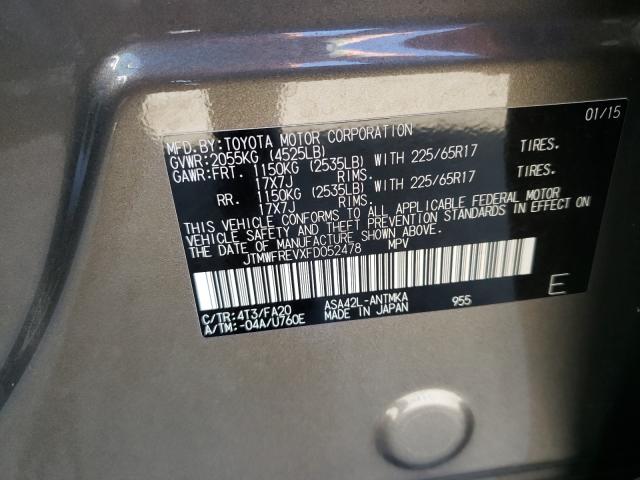 01/15
MFD.BY:TOYOTA MOTOR CORPORATION
GVWR:2055KG (4525LB)
GAWR:FRT. 1150KG (2535LB) WITH 225/65R17 TIRES.
17X7J RIMS.
RR. 1150KG (2535LB) WITH 225/65R17 TIRES.
17X7J RIMS.
THIS VEHICLE CONFORMS TO ALL APPLICABLE FEDERAL MOTOR
VEHICLE SAFETY AND THEFT PREVENTION STANDARDS IN EFFECT ON
THE DATE OF MANUFACTURE SHOWN ABOVE.
JTMWFREVXFD052478 MPV
C/TR:4T3/FA20 ASA42L-ANTMKA 955 E
A/TM:-04A/U760E MADE IN JAPAN